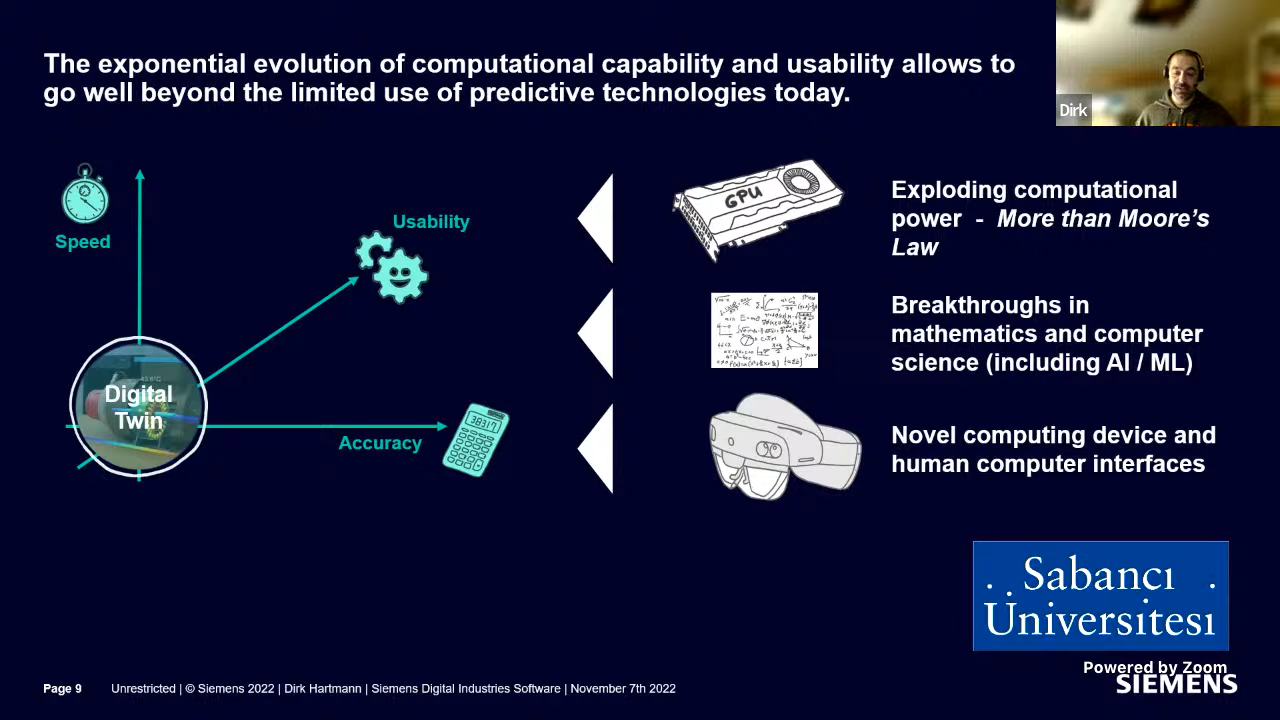 The exponential evolution of computational capability and usability allows to
go well beyond the limited use of predictive technologies today.
Dirk
Speed
Usability
Digital
Twin
Accuracy
38317
GPU
Exploding computational
power - More than Moore's
Law
Breakthroughs in
mathematics and computer
science (including AI / ML)
Novel computing device and
human computer interfaces
Sabancı
Üniversitesi
Powered by Zoom
SIEMENS
Page 9 Unrestricted | © Siemens 2022 | Dirk Hartmann | Siemens Digital Industries Software | November 7th 2022